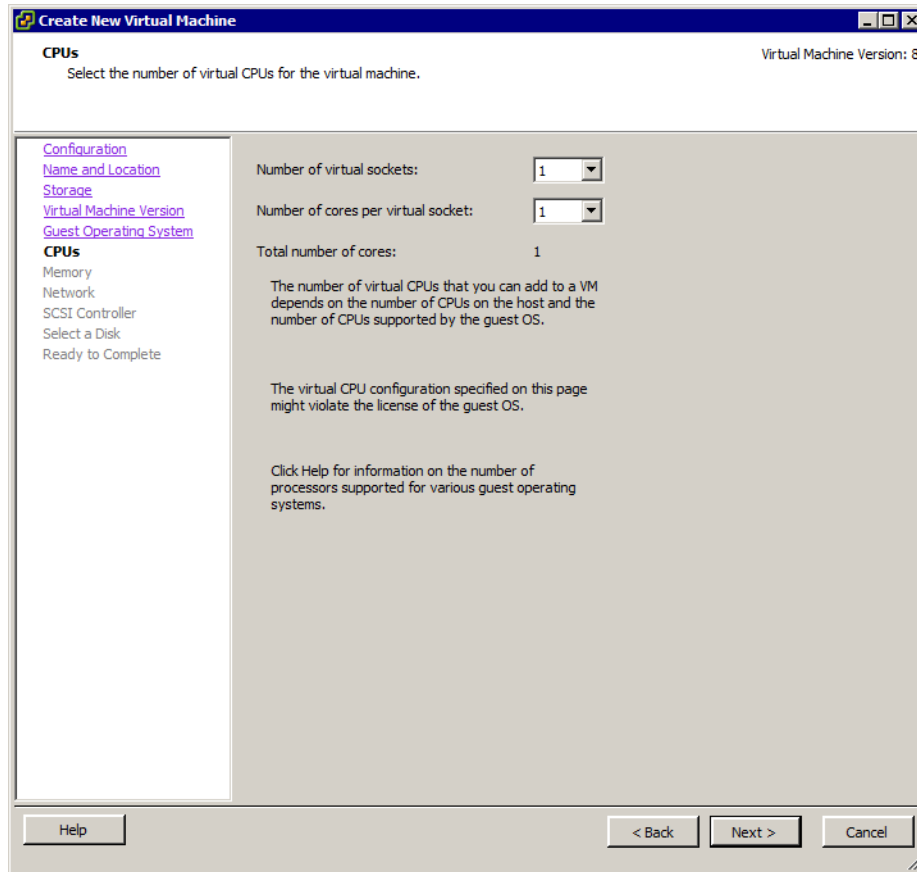 Create New Virtual Machine
CPUs
Select the number of virtual CPUs for the virtual machine.
Virtual Machine Version: 8
Configuration
Name and Location
Storage
Virtual Machine Version
Guest Operating System
CPUs
Memory
Network
SCSI Controller
Select a Disk
Ready to Complete
Number of virtual sockets: 1
Number of cores per virtual socket: 1
Total number of cores: 1
The number of virtual CPUs that you can add to a VM
depends on the number of CPUs on the host and the
number of CPUs supported by the guest OS.
The virtual CPU configuration specified on this page
might violate the license of the guest OS.
Click Help for information on the number of
processors supported for various guest operating
systems.
Help
< Back
Next >
Cancel